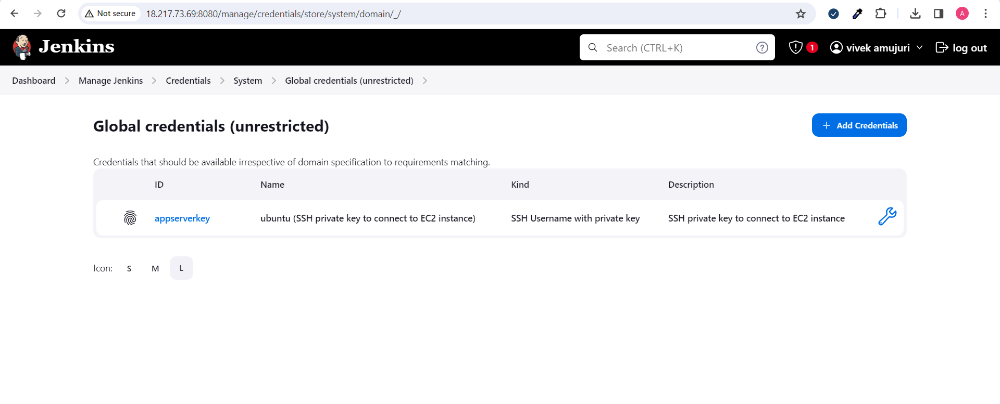 Not secure 18.217.73.69:8080/manage/credentials/store/system/domain/_/ A
Jenkins Search (CTRL+K) ? 1 vivek amujuri log out
Dashboard Manage Jenkins Credentials System Global credentials (unrestricted)
Global credentials (unrestricted) + Add Credentials
Credentials that should be available irrespective of domain specification to requirements matching.
ID Name Kind Description
appserverkey ubuntu (SSH private key to connect to EC2 instance) SSH Username with private key SSH private key to connect to EC2 instance
Icon: S M L